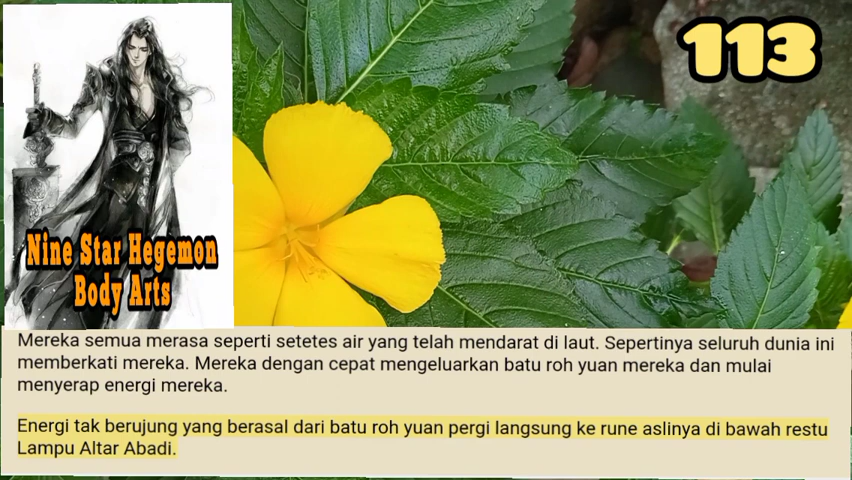 113
Nine Star Hegemon
Body Arts
Mereka semua merasa seperti setetes air yang telah mendarat di laut. Sepertinya seluruh dunia ini
memberkati mereka. Mereka dengan cepat mengeluarkan batu roh yuan mereka dan mulai
menyerap energi mereka.
Energi tak berujung yang berasal dari batu roh yuan pergi langsung ke rune aslinya di bawah restu
Lampu Altar Abadi.